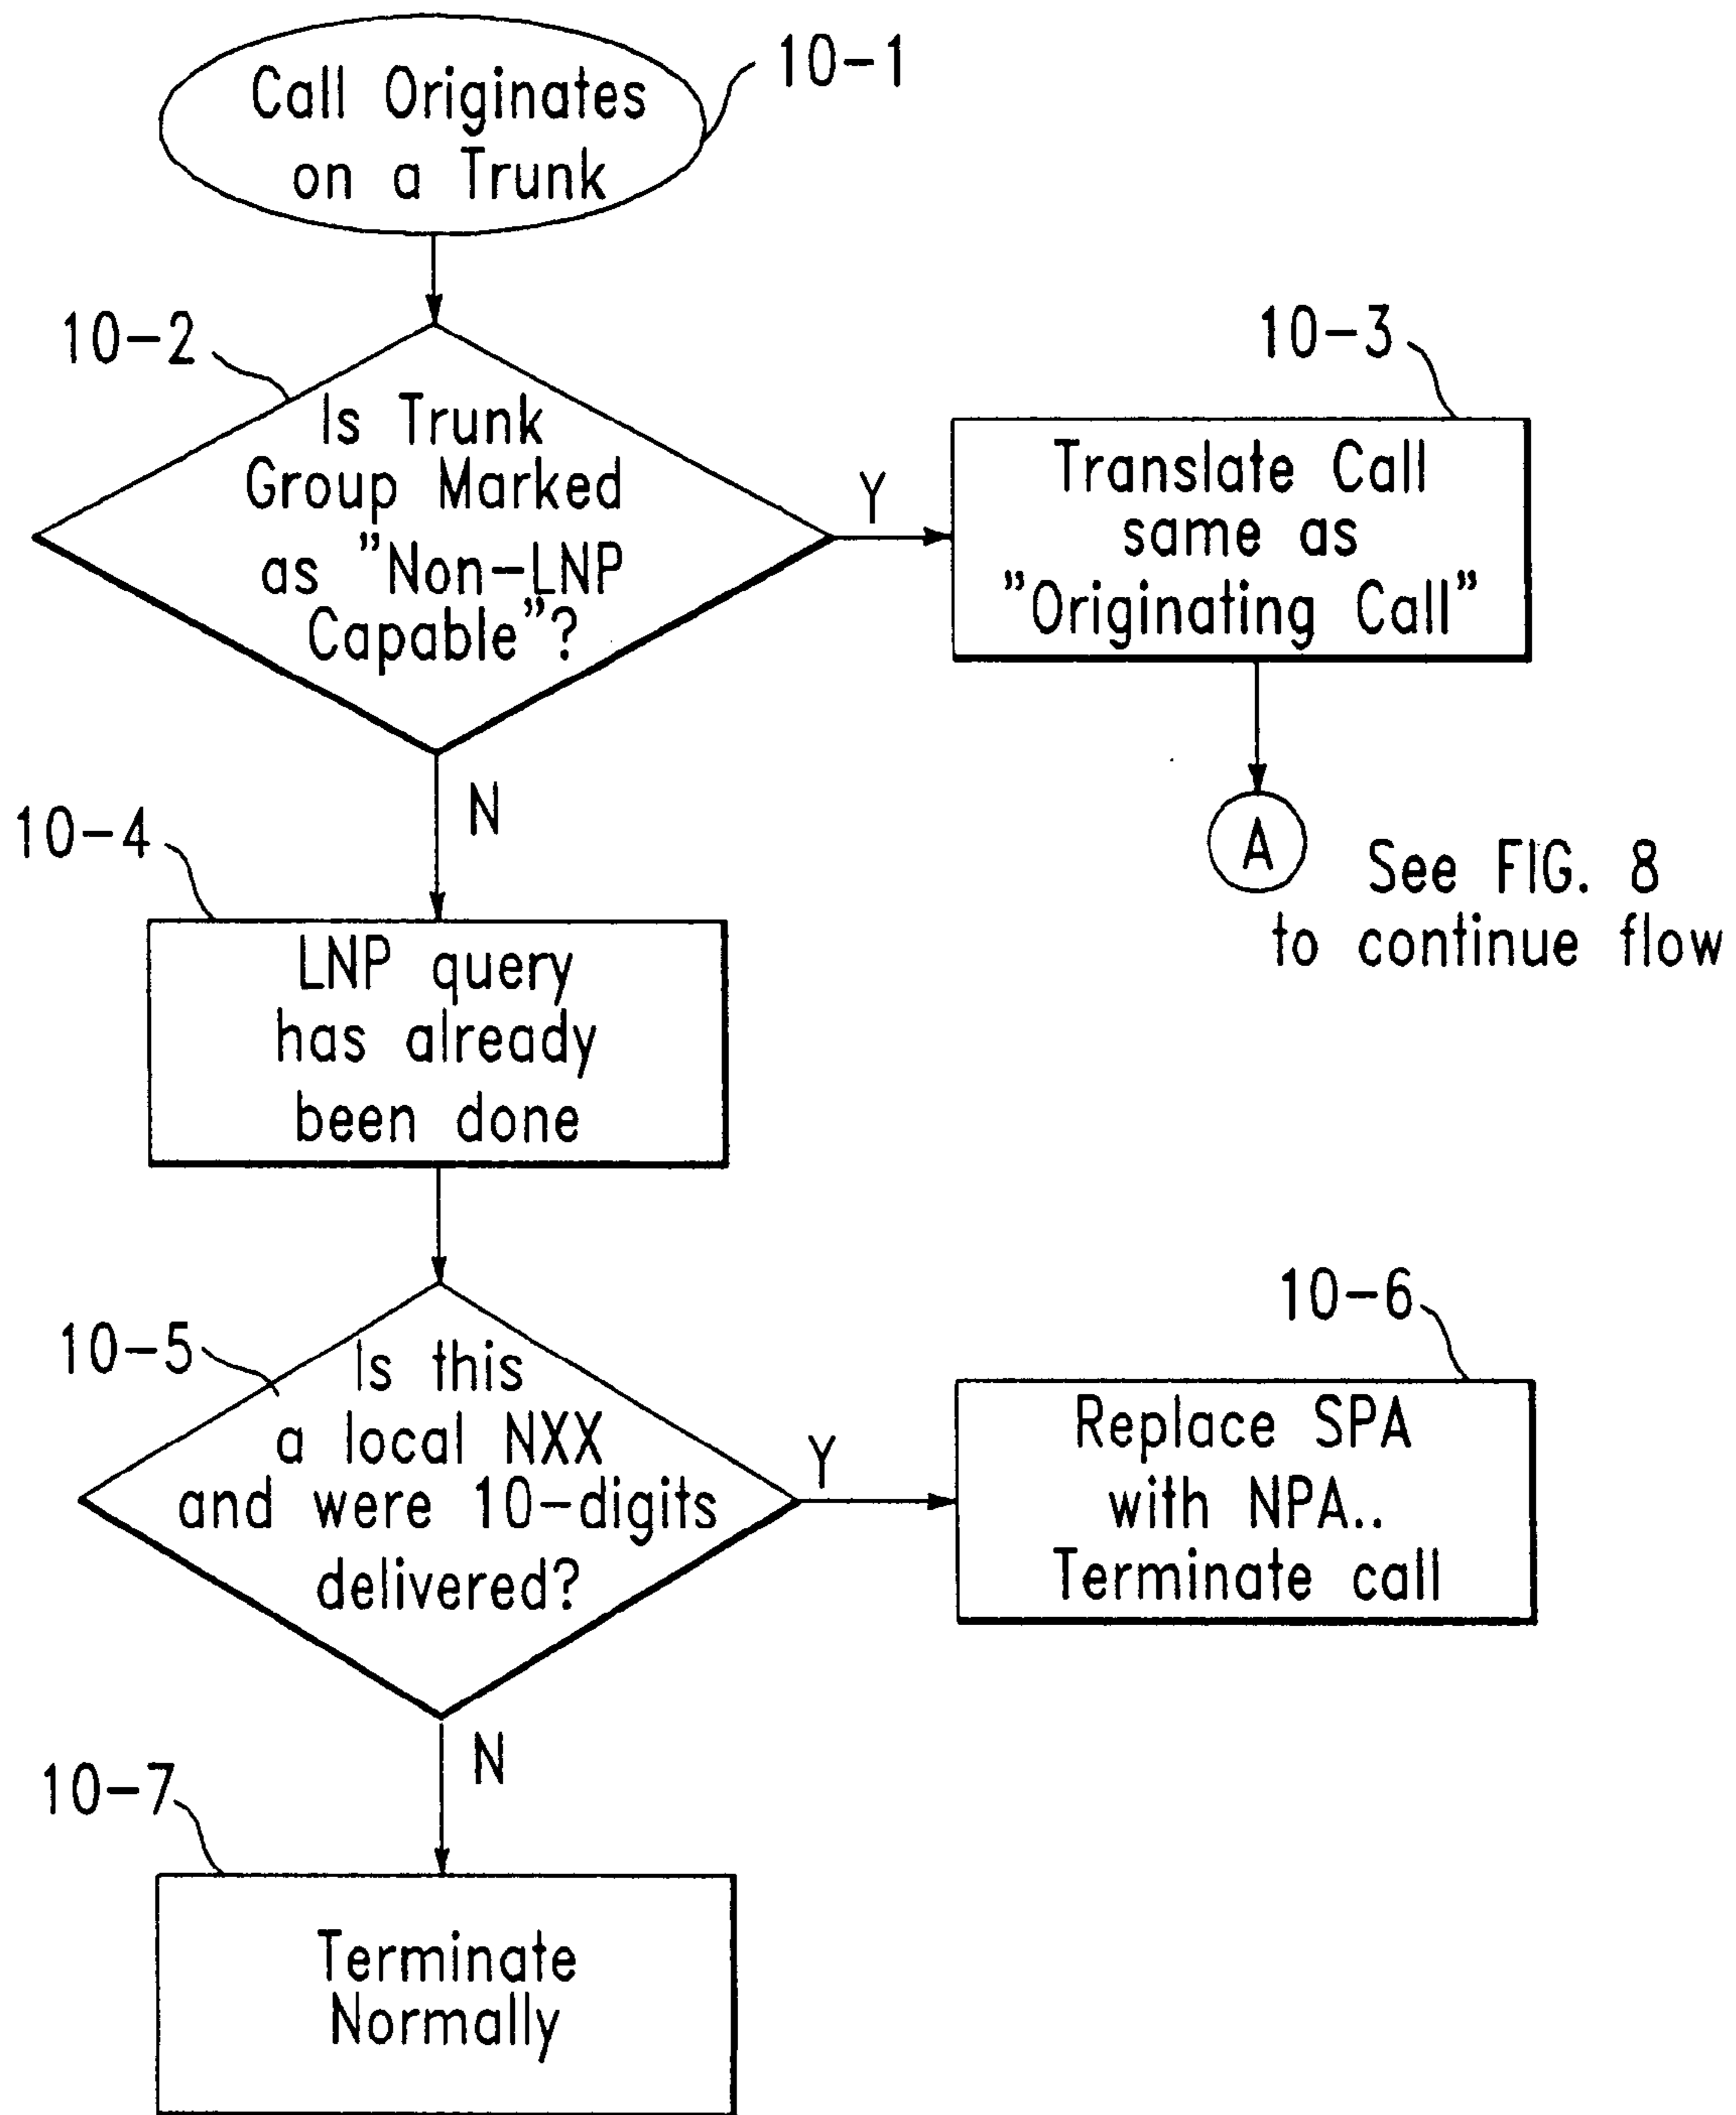 Call Originates
on a Trunk
10-1
10-2
Is Trunk
Group Marked
as "Non-LNP
Capable"?
Y
10-3
Translate Call
same as
"Originating Call"
A
See FIG. 8
to continue flow
N
10-4
LNP query
has already
been done
10-5
Is this
a local NXX
and were 10-digits
delivered?
Y
10-6
Replace SPA
with NPA..
Terminate call
N
10-7
Terminate
Normally